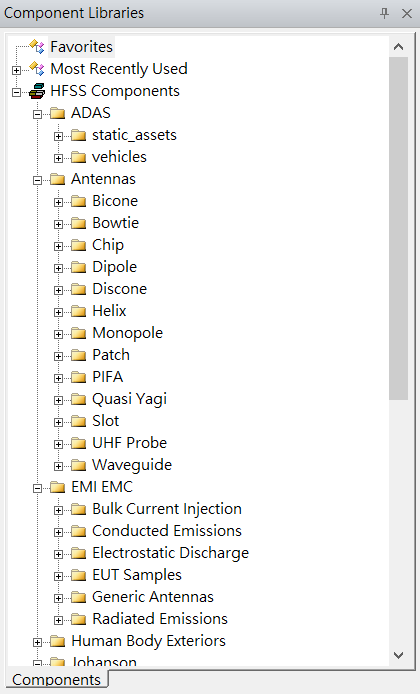 Component Libraries
Favorites
Most Recently Used
HFSS Components
ADAS
static_assets
vehicles
Antennas
Bicone
Bowtie
Chip
Dipole
Discone
Helix
Monopole
Patch
PIFA
Quasi Yagi
Slot
UHF Probe
Waveguide
EMI EMC
Bulk Current Injection
Conducted Emissions
Electrostatic Discharge
EUT Samples
Generic Antennas
Radiated Emissions
Human Body Exteriors
Johanson
Components